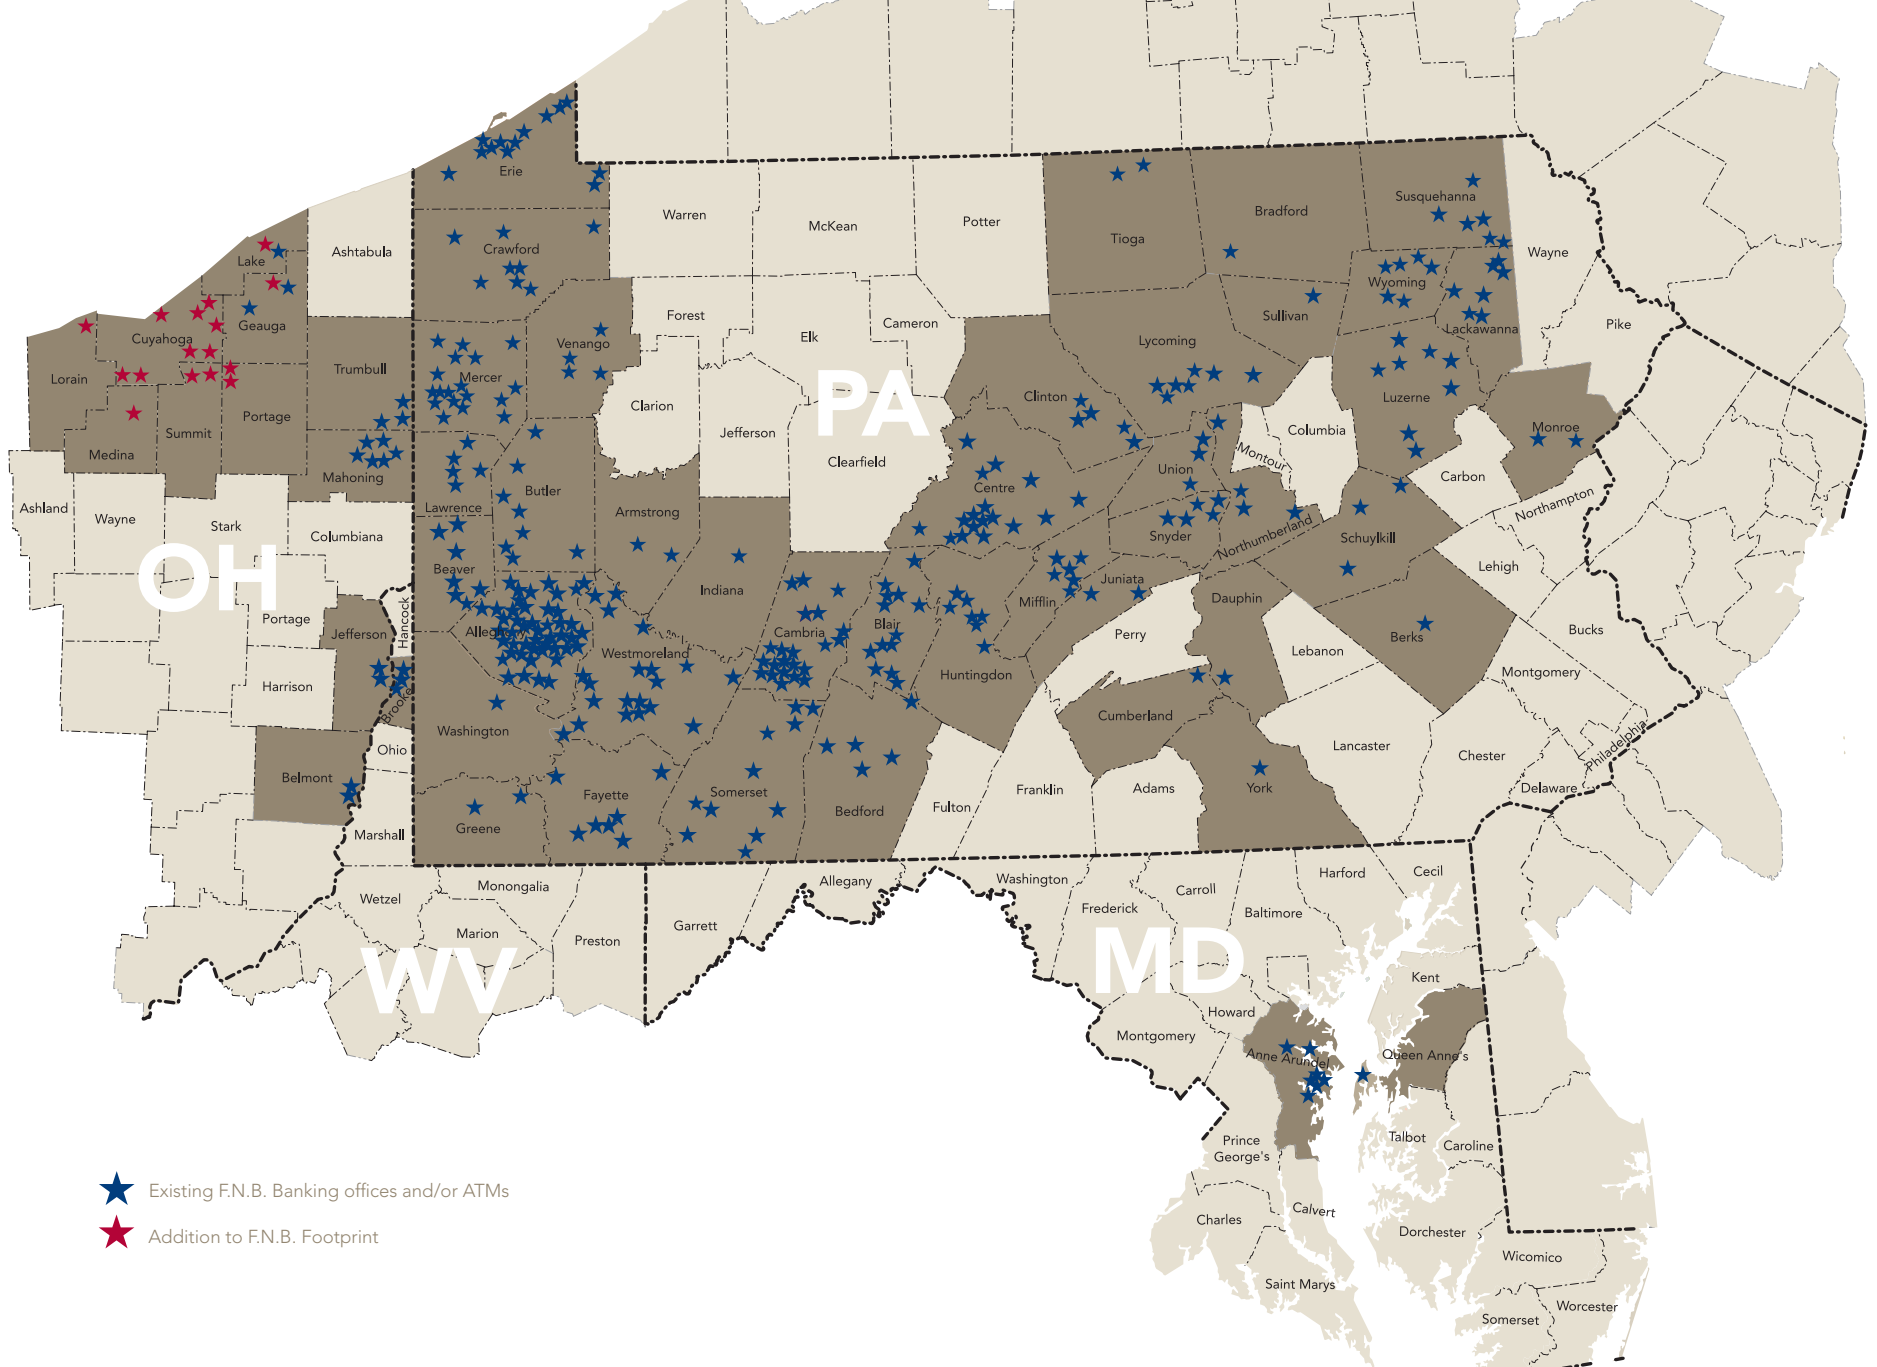 Erie
Warren
McKean
Potter
Tioga
Bradford
Susquehanna
Wayne
Ashtabula
Crawford
Lake
Geauga
Cuyahoga
Lorain
Trumbull
Mercer
Venango
Forest
Elk
Cameron
Lycoming
Sullivan
Wyoming
Lackawanna
Pike
PA
Medina
Summit
Portage
Mahoning
Clarion
Jefferson
Clearfield
Clinton
Centre
Union
Montour
Columbia
Luzerne
Monroe
Carbon
Northampton
Ashland
Wayne
Stark
Columbiana
Lawrence
Butler
Armstrong
Snyder
Northumberland
Schuylkill
Lehigh
OH
Beaver
Indiana
Portage
Hancock
Jefferson
Allegheny
Westmoreland
Cambria
Blair
Huntingdon
Mifflin
Juniata
Perry
Dauphin
Lebanon
Berks
Bucks
Montgomery
Harrison
Brooke
Washington
Cumberland
Lancaster
Chester
Philadelphia
Delaware
Ohio
Belmont
Marshall
Greene
Fayette
Somerset
Bedford
Fulton
Franklin
Adams
York
Wetzel
Monongalia
Marion
Preston
WV
Garrett
Allegany
Washington
Frederick
Carroll
Baltimore
Harford
Cecil
MD
Kent
Howard
Montgomery
Anne Arundel
Queen Anne's
Prince
George's
Talbot
Caroline
Charles
Calvert
Dorchester
Saint Marys
Wicomico
Worcester
Somerset
Existing F.N.B. Banking offices and/or ATMs
Addition to F.N.B. Footprint